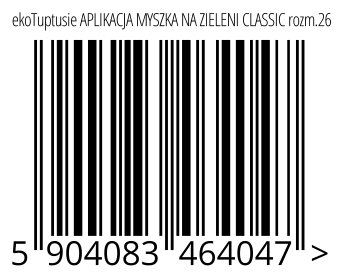 ekoTuptusie APLIKACJA MYSZKA NA ZIELENI CLASSIC rozm.26
5 904083 464047 >